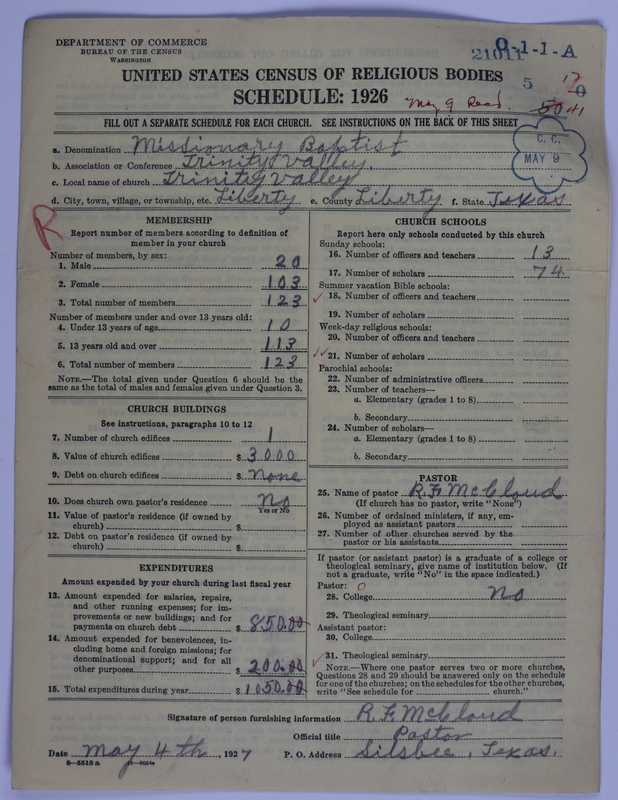 DEPARTMENT OF COMMERCE
BUREAU OF THE CENSUS
WASHINGTON
21011 0-1-1-A
UNITED STATES CENSUS OF RELIGIOUS BODIES
5
SCHEDULE: 1926
May 9 Recd.
FILL OUT A SEPARATE SCHEDULE FOR EACH CHURCH. SEE INSTRUCTIONS ON THE BACK OF THIS SHEET
C. C.
MAY 9
a. Denomination Missionary Baptist
b. Association or Conference Trinity Valley.
c. Local name of church Trinity Valley
d. City, town, village, or township, etc. Liberty e. County Liberty f. State Texas
R
MEMBERSHIP
Report number of members according to definition of
member in your church
Number of members, by sex:
1. Male 20
2. Female 103
3. Total number of members 123
Number of members under and over 13 years old:
4. Under 13 years of age 10
5. 13 years old and over 113
6. Total number of members 123
NOTE.—The total given under Question 6 should be the
same as the total of males and females given under Question 3.
CHURCH BUILDINGS
See instructions, paragraphs 10 to 12
7. Number of church edifices 1
8. Value of church edifices $ 3000
9. Debt on church edifices $ None
10. Does church own pastor's residence No
Yes or No
11. Value of pastor's residence (if owned by
church) $
12. Debt on pastor's residence (if owned by
church) $
EXPENDITURES
Amount expended by your church during last fiscal year
13. Amount expended for salaries, repairs,
and other running expenses; for im-
provements or new buildings; and for
payments on church debt $ 850.00
14. Amount expended for benevolences, in-
cluding home and foreign missions; for
denominational support; and for all
other purposes $ 200.00
15. Total expenditures during year $ 1050.00
CHURCH SCHOOLS
Report here only schools conducted by this church
Sunday schools:
16. Number of officers and teachers 13
17. Number of scholars 74
Summer vacation Bible schools:
18. Number of officers and teachers
19. Number of scholars
Week-day religious schools:
20. Number of officers and teachers
21. Number of scholars
Parochial schools:
22. Number of administrative officers
23. Number of teachers—
a. Elementary (grades 1 to 8)
b. Secondary
24. Number of scholars—
a. Elementary (grades 1 to 8)
b. Secondary
PASTOR
25. Name of pastor R. F. McCloud
(If church has no pastor, write "None")
26. Number of ordained ministers, if any, em-
ployed as assistant pastors
27. Number of other churches served by the
pastor or his assistants
If pastor (or assistant pastor) is a graduate of a college or
theological seminary, give name of institution below. (If
not a graduate, write "No" in the space indicated.)
Pastor: 0
28. College No
29. Theological seminary
Assistant pastor:
30. College
31. Theological seminary
NOTE.—Where one pastor serves two or more churches,
Questions 28 and 29 should be answered only on the schedule
for one of the churches; on the schedules for the other churches,
write "See schedule for church."
Signature of person furnishing information R F McCloud
Official title Pastor
Date May 4th, 1927 P. O. Address Silsbee, Texas.
8-5518 a